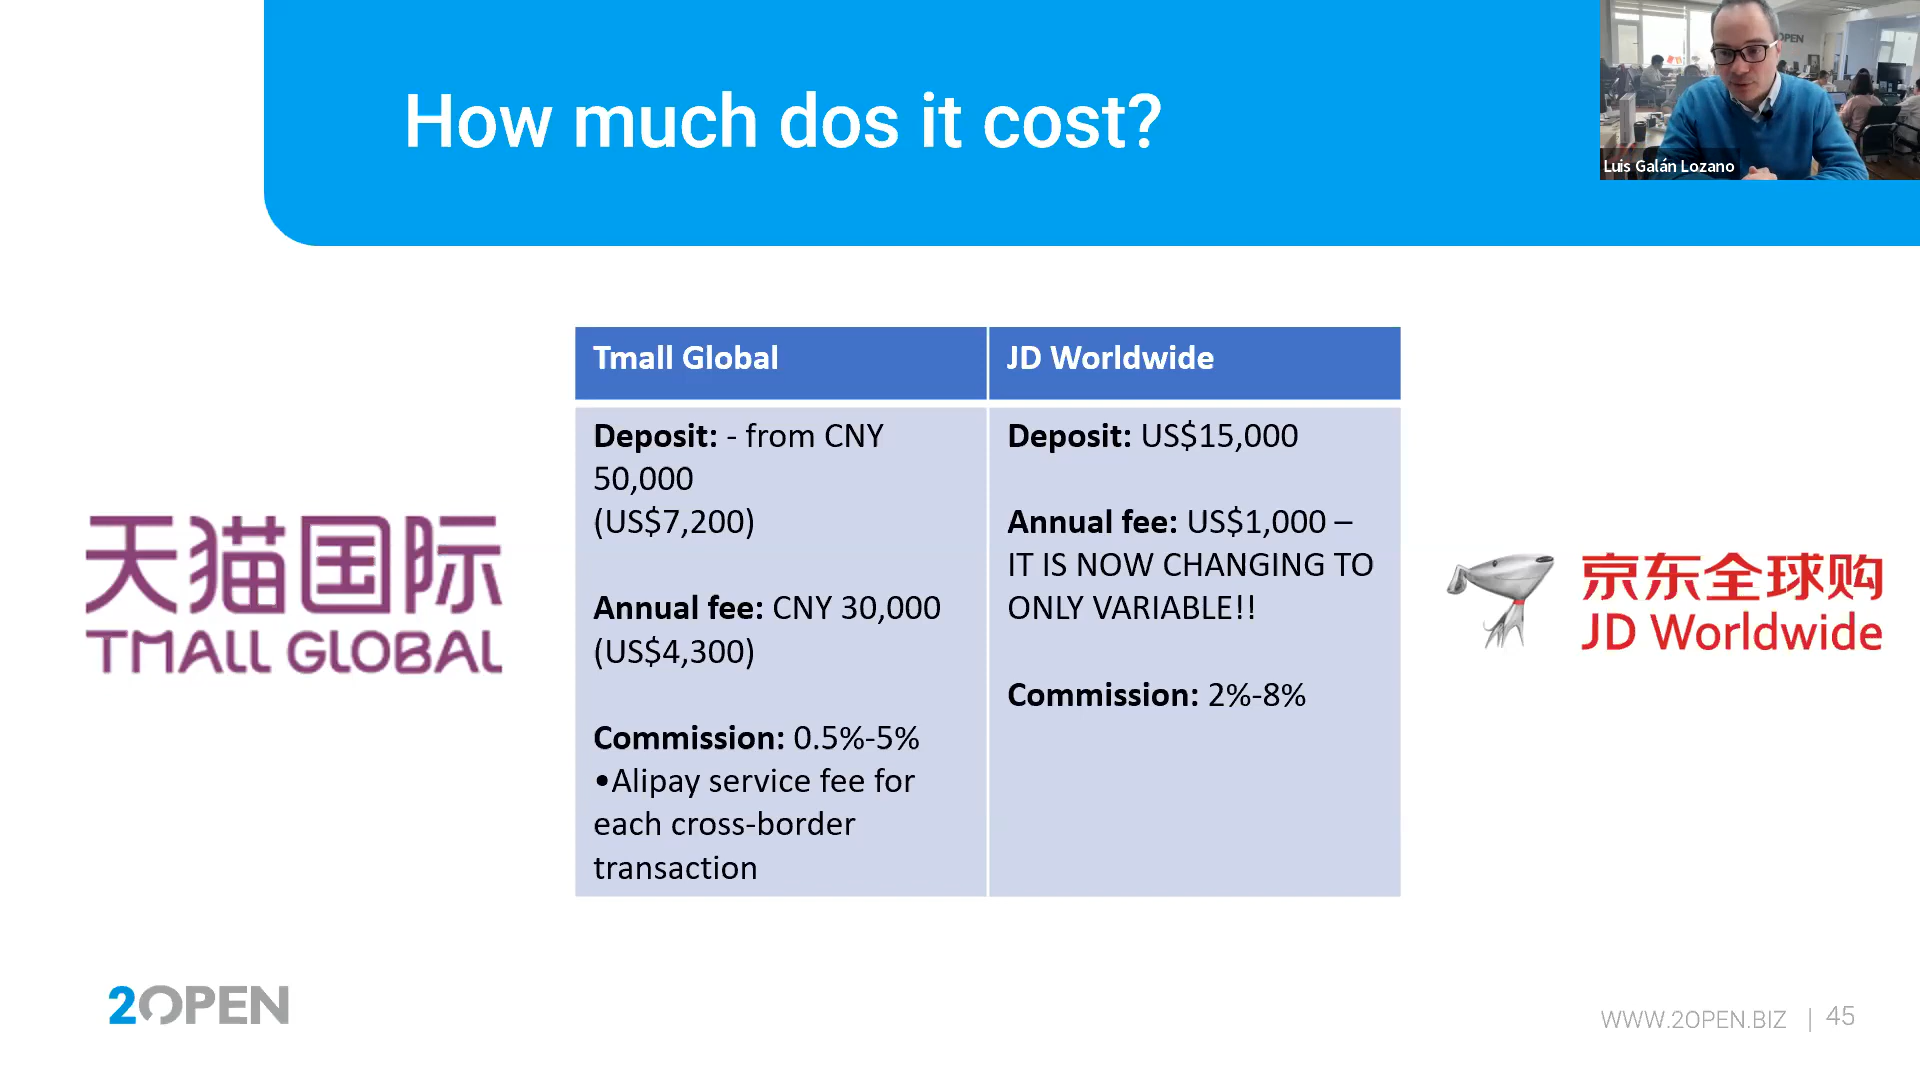 How much dos it cost?
OPEN
Luis Galán Lozano
Tmall Global
JD Worldwide
Deposit: - from CNY
50,000
(US$7,200)
Annual fee: CNY 30,000
(US$4,300)
Commission: 0.5%-5%
•Alipay service fee for
each cross-border
transaction
Deposit: US$15,000
Annual fee: US$1,000 –
IT IS NOW CHANGING TO
ONLY VARIABLE!!
Commission: 2%-8%
天猫国际
TMALL GLOBAL
京东全球购
JD Worldwide
2OPEN
WWW.2OPEN.BIZ | 45